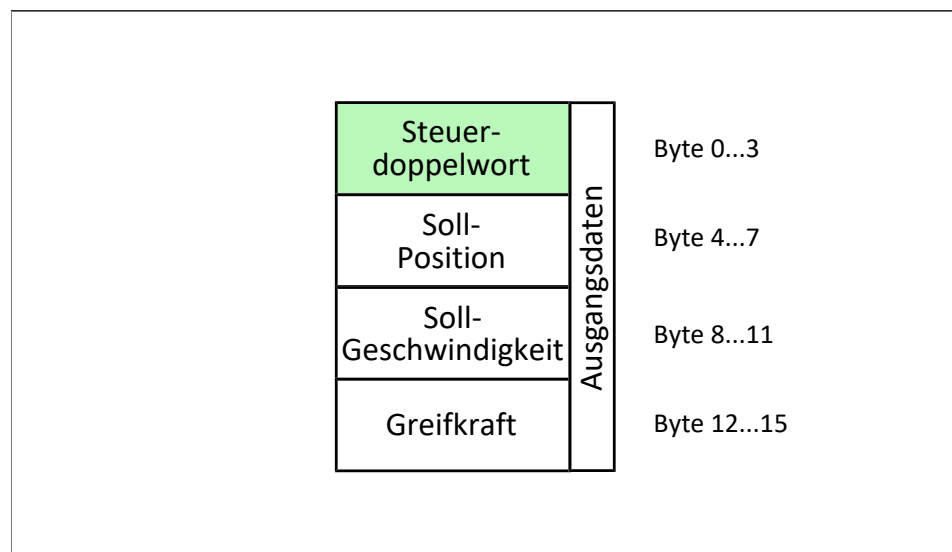 Steuer-
doppelwort
Byte 0...3
Soll-
Position
Byte 4...7
Soll-
Geschwindigkeit
Byte 8...11
Greifkraft
Byte 12...15
Ausgangsdaten